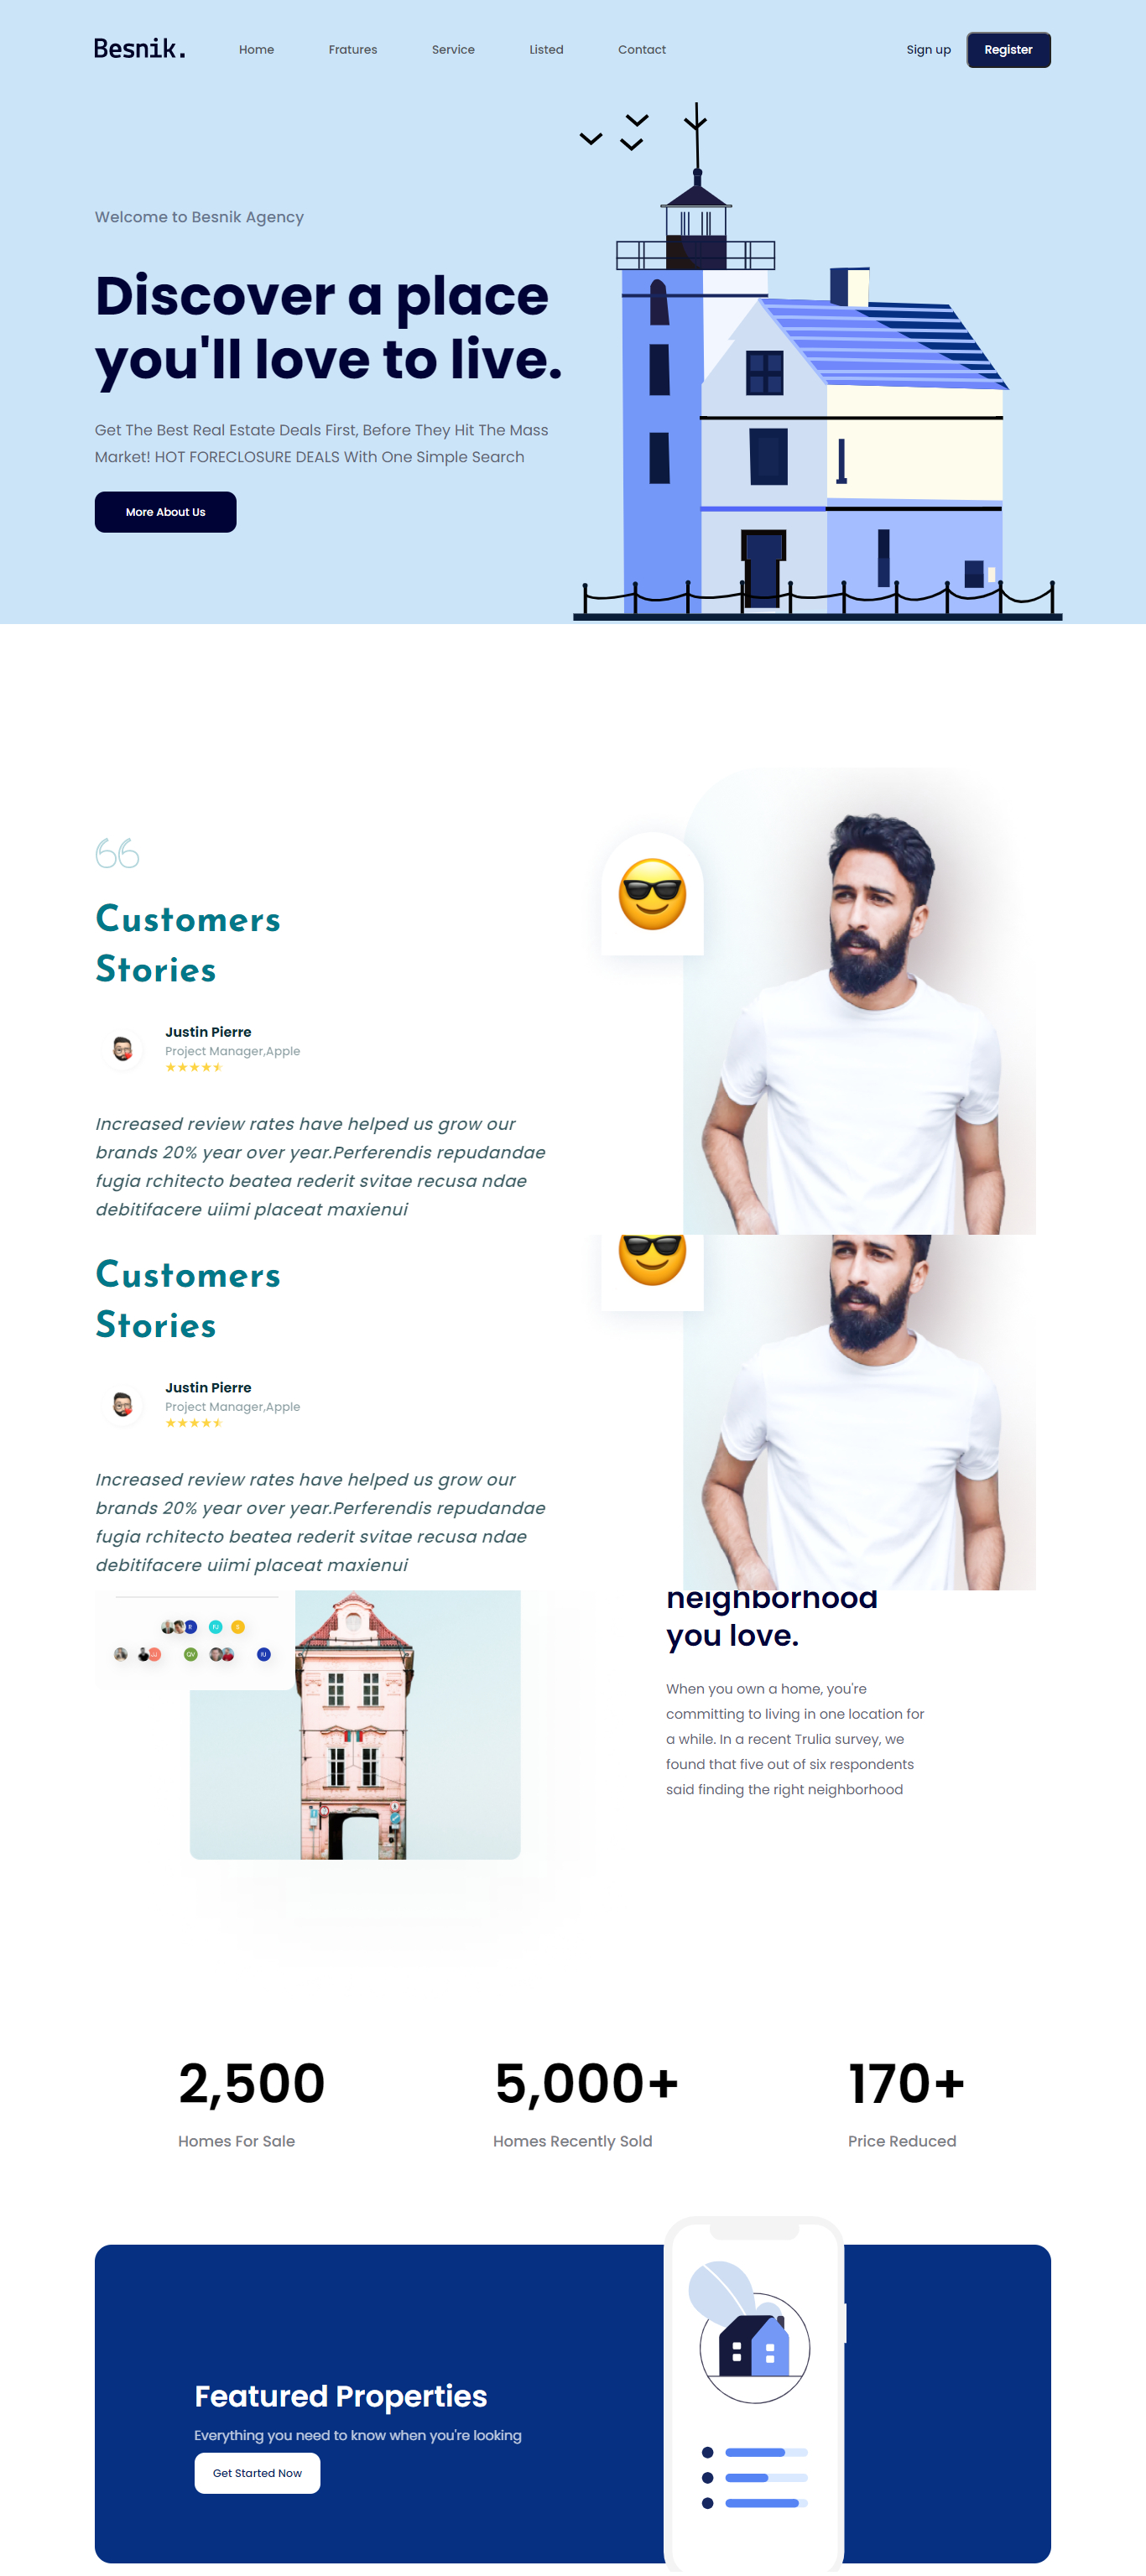 Besnik.
Home
Fratures
Service
Listed
Contact
Sign up
Register
Welcome to Besnik Agency
Discover a place
you'll love to live.
Get The Best Real Estate Deals First, Before They Hit The Mass
Market! HOT FORECLOSURE DEALS With One Simple Search
More About Us
Customers
Stories
Justin Pierre
Project Manager,Apple
Increased review rates have helped us grow our
brands 20% year over year.Perferendis repudandae
fugia rchitecto beatea rederit svitae recusa ndae
debitifacere uiimi placeat maxienui
Customers
Stories
Justin Pierre
Project Manager,Apple
Increased review rates have helped us grow our
brands 20% year over year.Perferendis repudandae
fugia rchitecto beatea rederit svitae recusa ndae
debitifacere uiimi placeat maxienui
neighborhood
you love.
When you own a home, you're
committing to living in one location for
a while. In a recent Trulia survey, we
found that five out of six respondents
said finding the right neighborhood
2,500
Homes For Sale
5,000+
Homes Recently Sold
170+
Price Reduced
Featured Properties
Everything you need to know when you're looking
Get Started Now